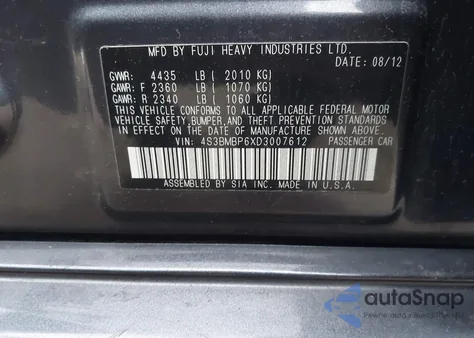 MFD BY FUJI HEAVY INDUSTRIES LTD.
DATE: 08/12
GVWR: 4435 LB ( 2010 KG)
GAWR: F 2360 LB ( 1070 KG)
GAWR: R 2340 LB ( 1060 KG)
THIS VEHICLE CONFORMS TO ALL APPLICABLE FEDERAL MOTOR
VEHICLE SAFETY, BUMPER, AND THEFT PREVENTION STANDARDS
IN EFFECT ON THE DATE OF MANUFACTURE SHOWN ABOVE.
VIN: 4S3BMBP6XD3007612 PASSENGER CAR
ASSEMBLED BY SIA INC. MADE IN U.S.A.
autoSnap
Pewne auto z USA